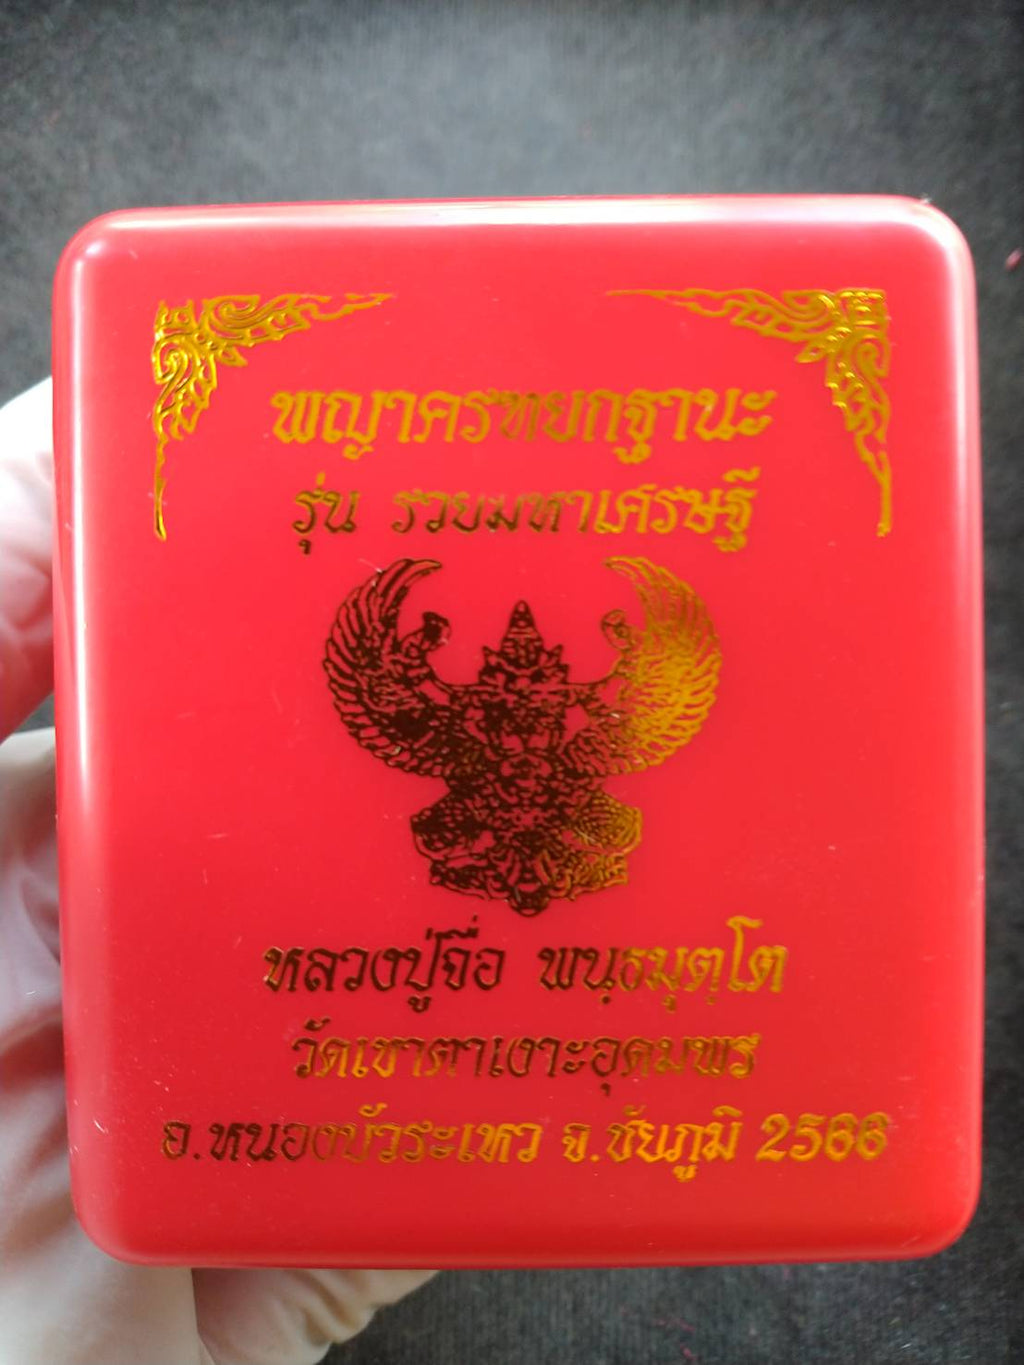 พญาครุฑยกฐานะ
รุ่น รวยมหาเศรษฐี
หลวงปู่จื่อ พนฺธมุตฺโต
วัดเขาตาเงาะอุดมพร
อ.หนองบัวระเหว จ.ชัยภูมิ 2566